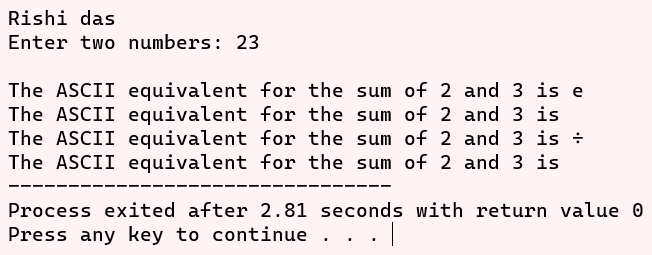 Rishi das
Enter two numbers: 23
The ASCII equivalent for the sum of 2 and 3 is e
The ASCII equivalent for the sum of 2 and 3 is
The ASCII equivalent for the sum of 2 and 3 is ÷
The ASCII equivalent for the sum of 2 and 3 is
--------------------------------
Process exited after 2.81 seconds with return value 0
Press any key to continue . . .